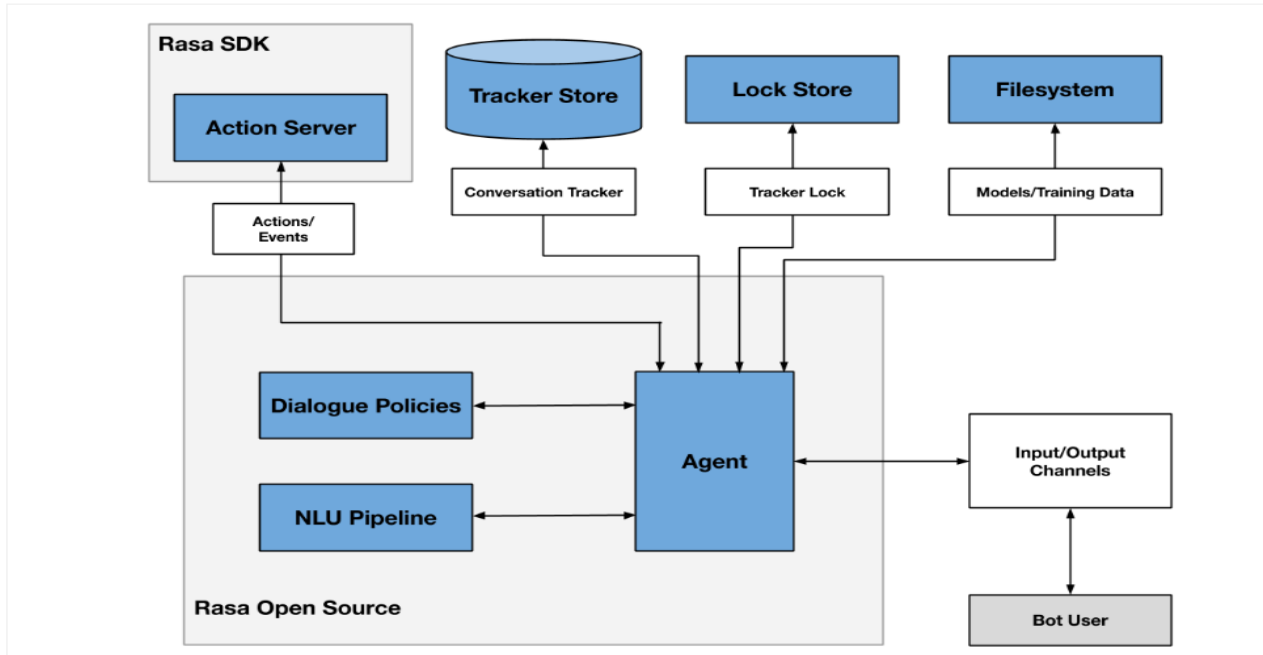 Rasa SDK
Action Server
Tracker Store
Lock Store
Filesystem
Conversation Tracker
Tracker Lock
Models/Training Data
Actions/
Events
Dialogue Policies
NLU Pipeline
Agent
Rasa Open Source
Input/Output
Channels
Bot User